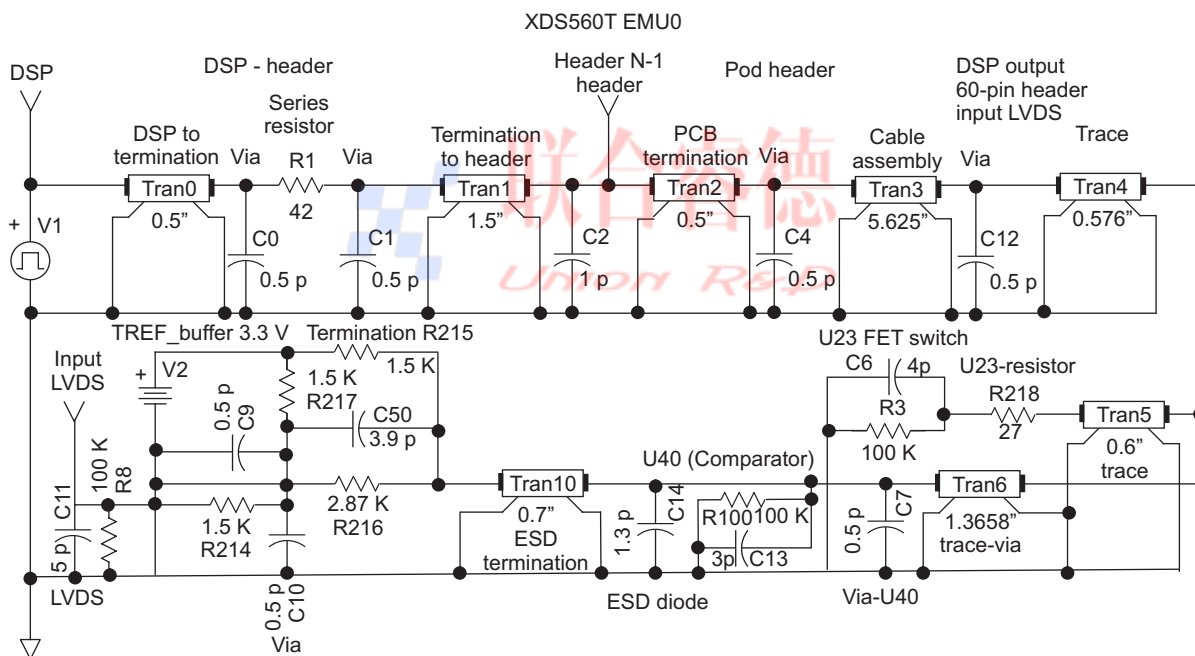 XDS560T EMU0
DSP
DSP - header
Header N-1
header
Pod header
DSP output
60-pin header
input LVDS
Series
resistor
DSP to
termination
Via
R1
Via
Termination
to header
PCB
termination
Via
Cable
assembly
Via
Trace
Tran0
Tran1
Tran2
Tran3
Tran4
0.5”
42
1.5”
0.5”
5.625”
0.576”
+
V1
C0
0.5 p
C1
0.5 p
C2
1 p
C4
0.5 p
C12
0.5 p
联合睿德
Union R&D
TREF_buffer 3.3 V
Termination R215
U23 FET switch
Input
LVDS
+
V2
1.5 K
1.5 K
R217
0.5 p
C9
C50
3.9 p
C6
4p
R3
100 K
U23-resistor
R218
27
Tran5
0.6”
trace
C11
5 p
100 K
R8
1.5 K
R214
2.87 K
R216
Tran10
0.7”
ESD
termination
U40 (Comparator)
1.3 p
C14
R100
100 K
3p
C13
0.5 p
C7
Tran6
1.3658”
trace-via
LVDS
0.5 p
C10
Via
ESD diode
Via-U40